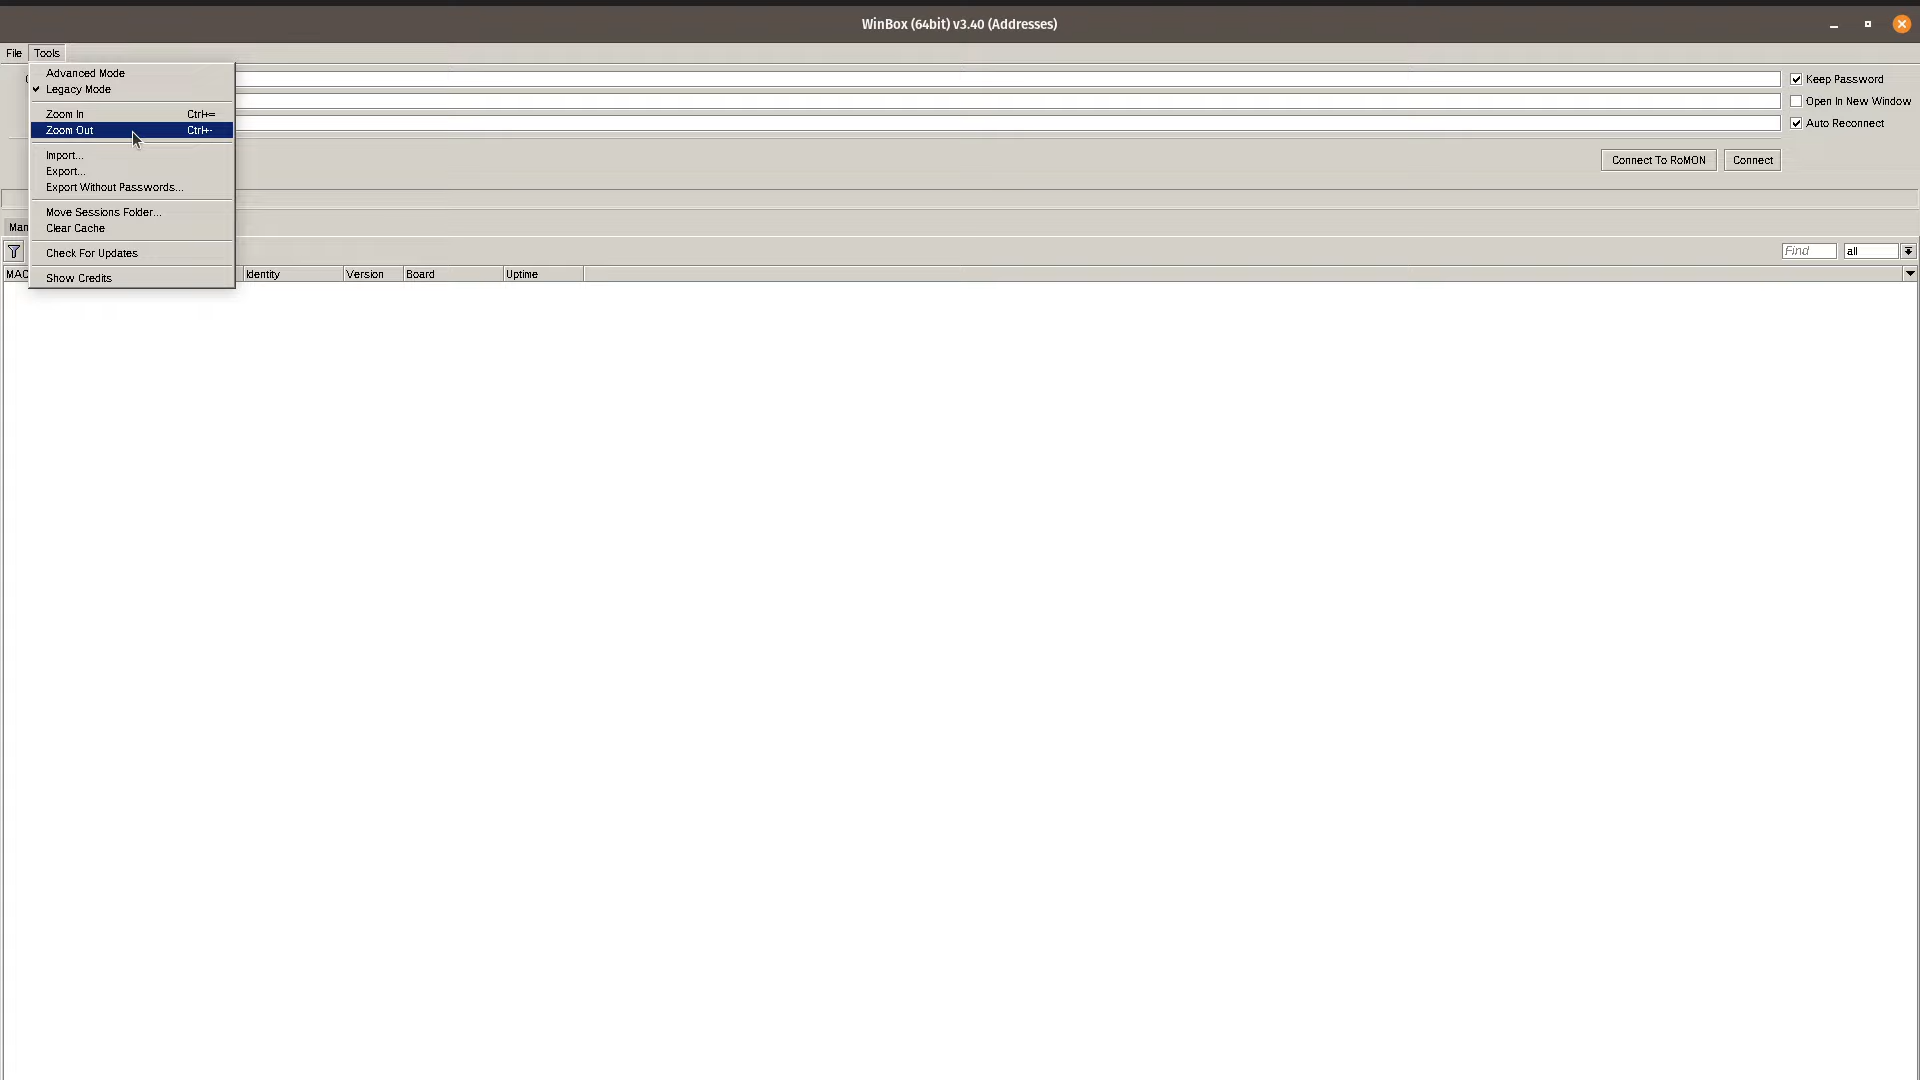 WinBox (64bit) v3.40 (Addresses)
File Tools
Advanced Mode
Legacy Mode
Zoom In Ctrl+=
Zoom Out Ctrl+-
Import...
Export...
Export Without Passwords...
Move Sessions Folder...
Clear Cache
Check For Updates
Show Credits
Keep Password
Open In New Window
Auto Reconnect
Connect To RoMON Connect
Man
Find all
MAC Identity Version Board Uptime